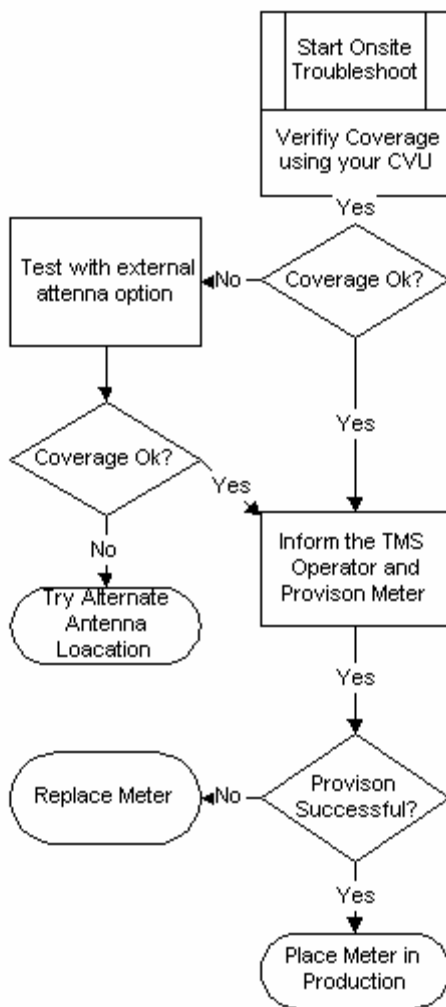 Start Onsite
Troubleshoot
Verifiy Coverage
using your CVU
Yes
Test with external
attenna option
No
Coverage Ok?
Yes
Coverage Ok?
Yes
No
Try Alternate
Antenna
Loacation
Inform the TMS
Operator and
Provison Meter
Yes
Replace Meter
No
Provison
Successful?
Yes
Place Meter in
Production